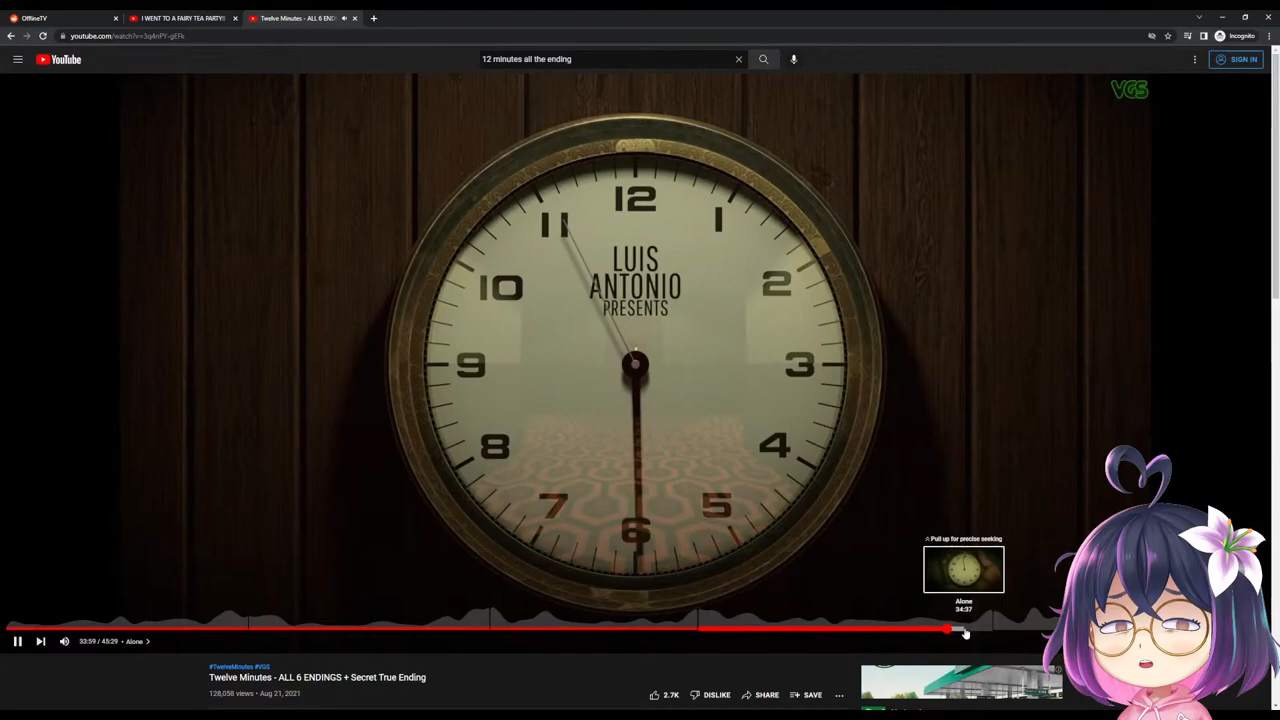 OfflineTV
I WENT TO A FAIRY TEA PARTY!!
Twelve Minutes - ALL 6 END
youtube.com/watch?v=3q4nPY-gEFk
Incognito
YouTube
12 minutes all the ending
SIGN IN
VGS
12
11
1
LUIS
ANTONIO
PRESENTS
10
2
9
3
8
4
7
5
6
Pull up for precise seeking
Alone
34:37
33:59 / 45:29 • Alone
#TwelveMinutes #VGS
Twelve Minutes - ALL 6 ENDINGS + Secret True Ending
128,058 views • Aug 21, 2021
2.7K
DISLIKE
SHARE
SAVE